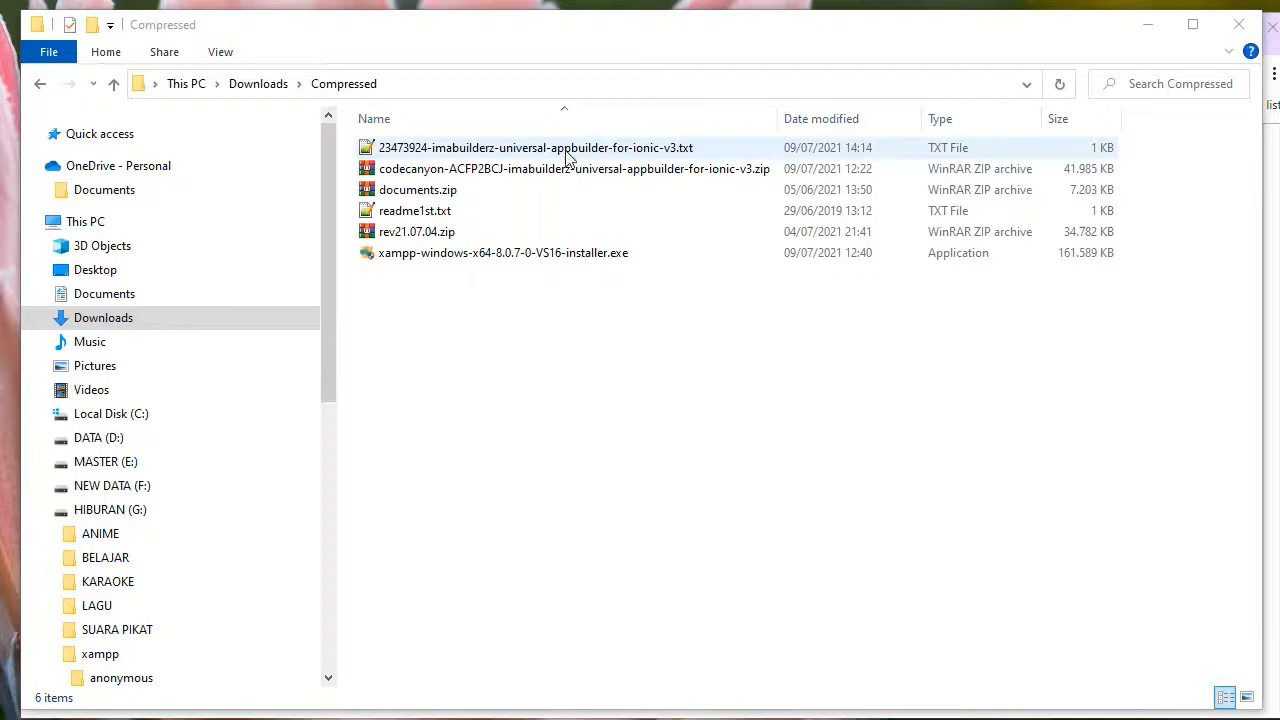 Compressed
File Home Share View
This PC Downloads Compressed Search Compressed
Name Date modified Type Size
23473924-imabuilderz-universal-appbuilder-for-ionic-v3.txt 09/07/2021 14:14 TXT File 1 KB
codecanyon-ACFP2BCJ-imabuilderz-universal-appbuilder-for-ionic-v3.zip 09/07/2021 12:22 WinRAR ZIP archive 41.985 KB
documents.zip 05/06/2021 13:50 WinRAR ZIP archive 7.203 KB
readme1st.txt 29/06/2019 13:12 TXT File 1 KB
rev21.07.04.zip 04/07/2021 21:41 WinRAR ZIP archive 34.782 KB
xampp-windows-x64-8.0.7-0-VS16-installer.exe 09/07/2021 12:40 Application 161.589 KB
Quick access
OneDrive - Personal
Documents
This PC
3D Objects
Desktop
Documents
Downloads
Music
Pictures
Videos
Local Disk (C:)
DATA (D:)
MASTER (E:)
NEW DATA (F:)
HIBURAN (G:)
ANIME
BELAJAR
KARAOKE
LAGU
SUARA PIKAT
xampp
anonymous
6 items